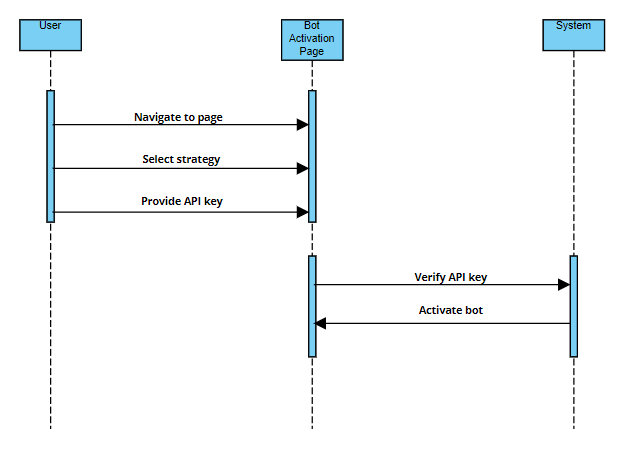 User
Bot
Activation
Page
System
Navigate to page
Select strategy
Provide API key
Verify API key
Activate bot